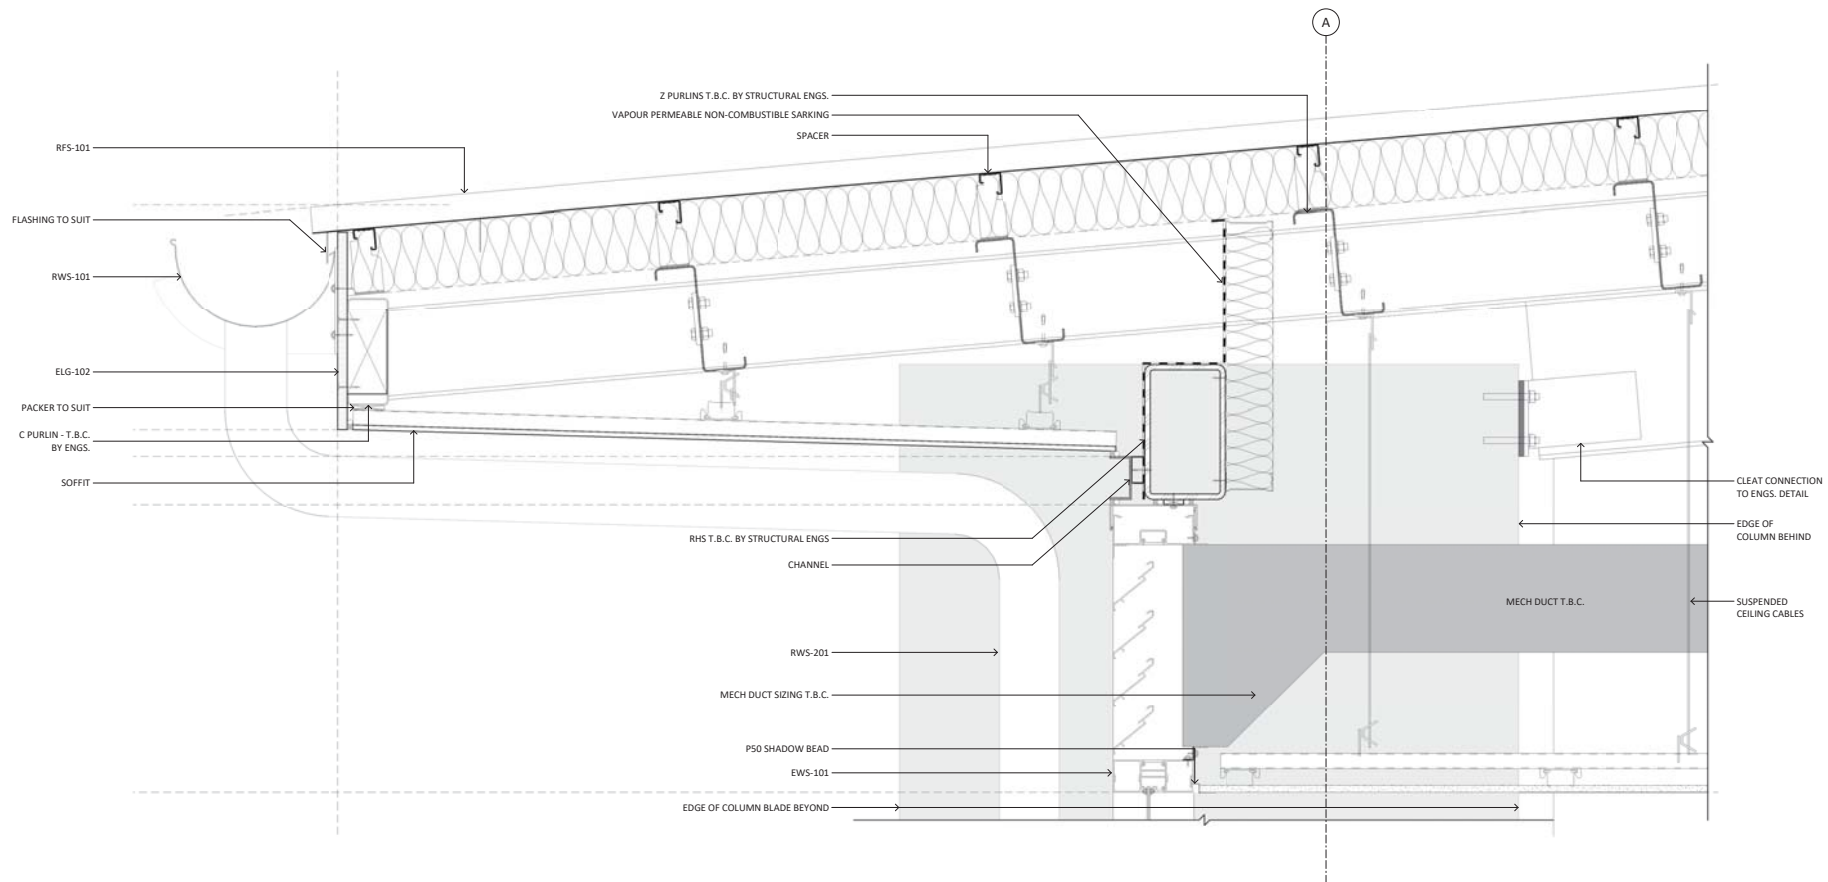 A
Z PURLINS T.B.C. BY STRUCTURAL ENGS.
VAPOUR PERMEABLE NON-COMBUSTIBLE SARKING
SPACER
RFS-101
FLASHING TO SUIT
RWS-101
ELG-102
PACKER TO SUIT
C PURLIN - T.B.C.
BY ENGS.
SOFFIT
RHS T.B.C. BY STRUCTURAL ENGS
CHANNEL
RWS-201
MECH DUCT SIZING T.B.C.
P50 SHADOW BEAD
EWS-101
EDGE OF COLUMN BLADE BEYOND
MECH DUCT T.B.C.
CLEAT CONNECTION
TO ENGS. DETAIL
EDGE OF
COLUMN BEHIND
SUSPENDED
CEILING CABLES